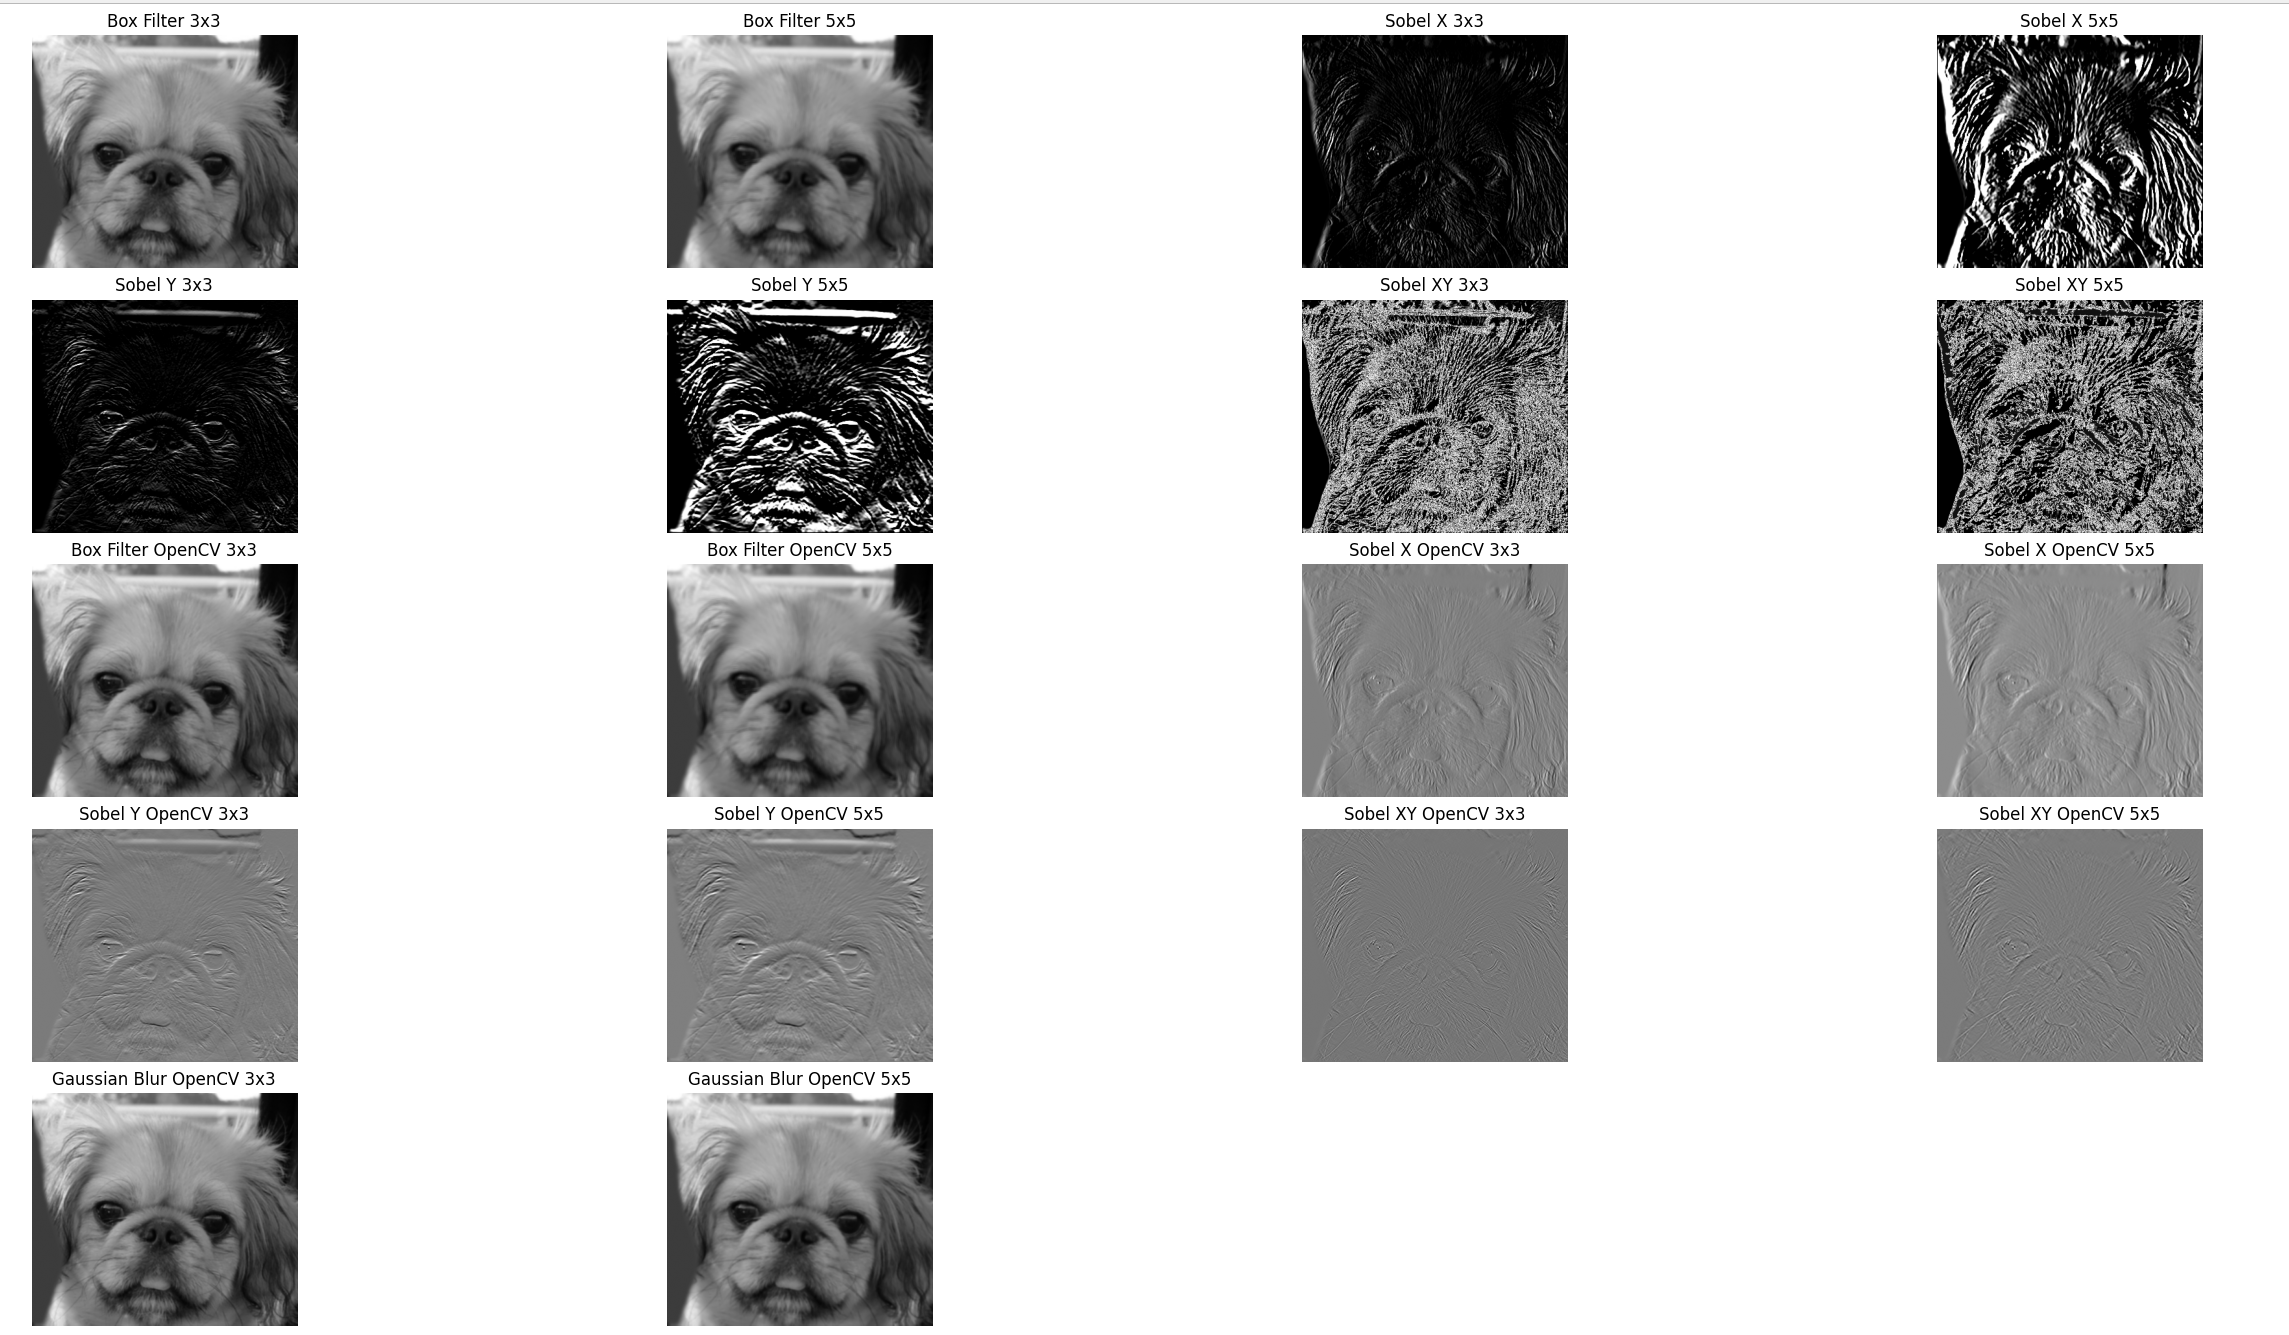 Box Filter 3x3
Box Filter 5x5
Sobel X 3x3
Sobel X 5x5
Sobel Y 3x3
Sobel Y 5x5
Sobel XY 3x3
Sobel XY 5x5
Box Filter OpenCV 3x3
Box Filter OpenCV 5x5
Sobel X OpenCV 3x3
Sobel X OpenCV 5x5
Sobel Y OpenCV 3x3
Sobel Y OpenCV 5x5
Sobel XY OpenCV 3x3
Sobel XY OpenCV 5x5
Gaussian Blur OpenCV 3x3
Gaussian Blur OpenCV 5x5